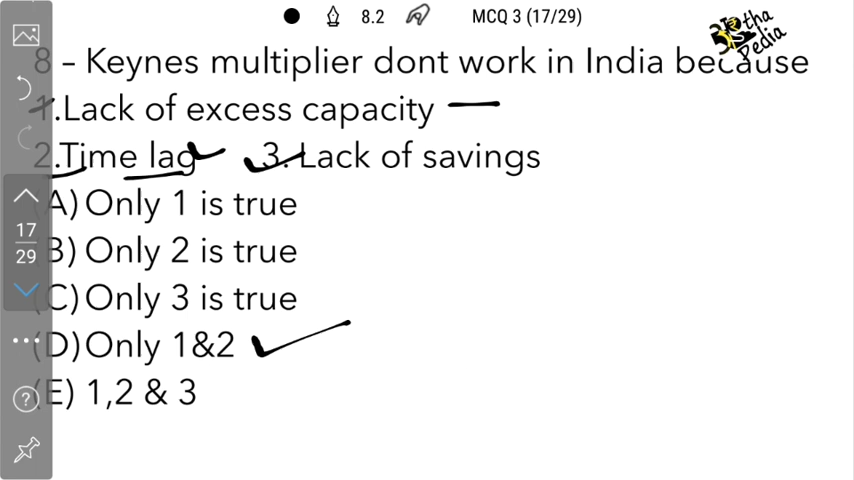 8.2 MCQ 3 (17/29)
8 – Keynes multiplier dont work in India because
1.Lack of excess capacity
2.Time lag 3. Lack of savings
(A) Only 1 is true
(B) Only 2 is true
(C) Only 3 is true
(D) Only 1&2
(E) 1,2 & 3
17
29